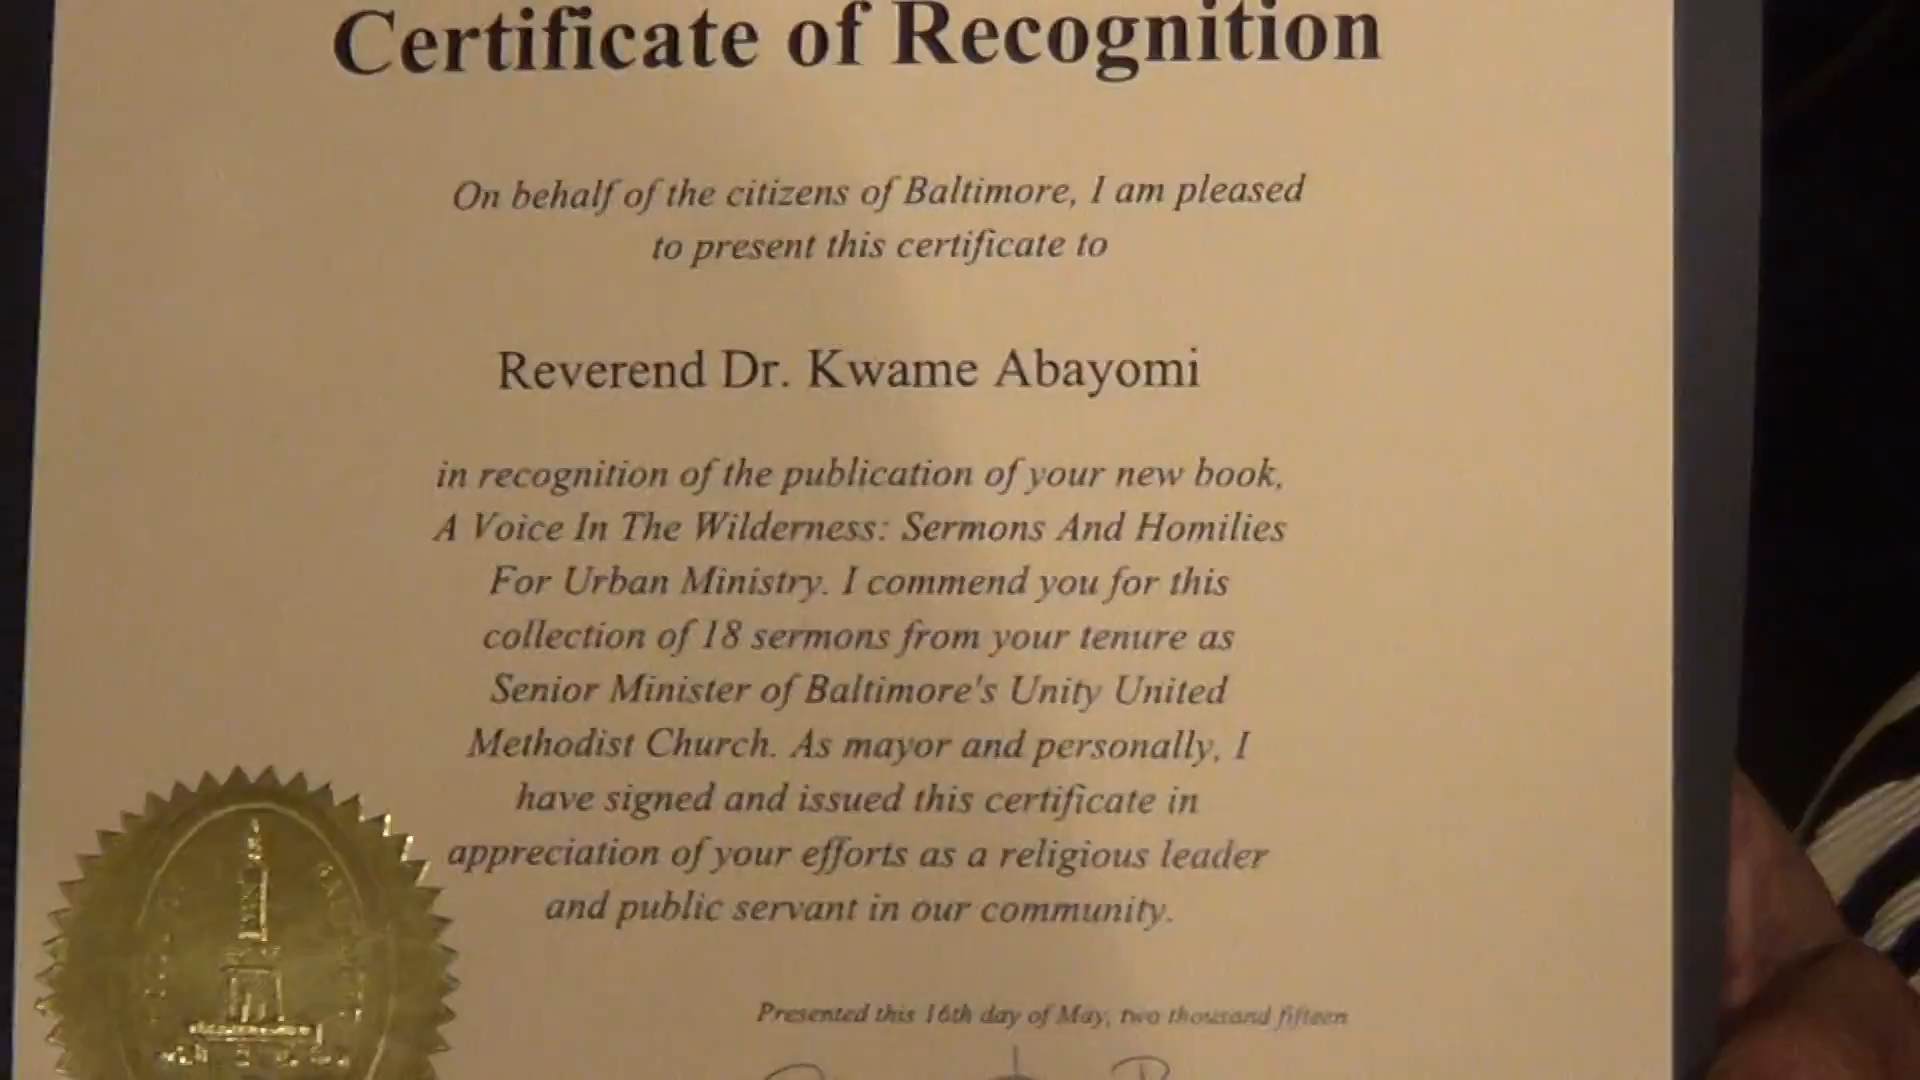 Certificate of Recognition
On behalf of the citizens of Baltimore, I am pleased
to present this certificate to
Reverend Dr. Kwame Abayomi
in recognition of the publication of your new book,
A Voice In The Wilderness: Sermons And Homilies
For Urban Ministry. I commend you for this
collection of 18 sermons from your tenure as
Senior Minister of Baltimore's Unity United
Methodist Church. As mayor and personally, I
have signed and issued this certificate in
appreciation of your efforts as a religious leader
and public servant in our community.
Presented this 16th day of May, two thousand fifteen